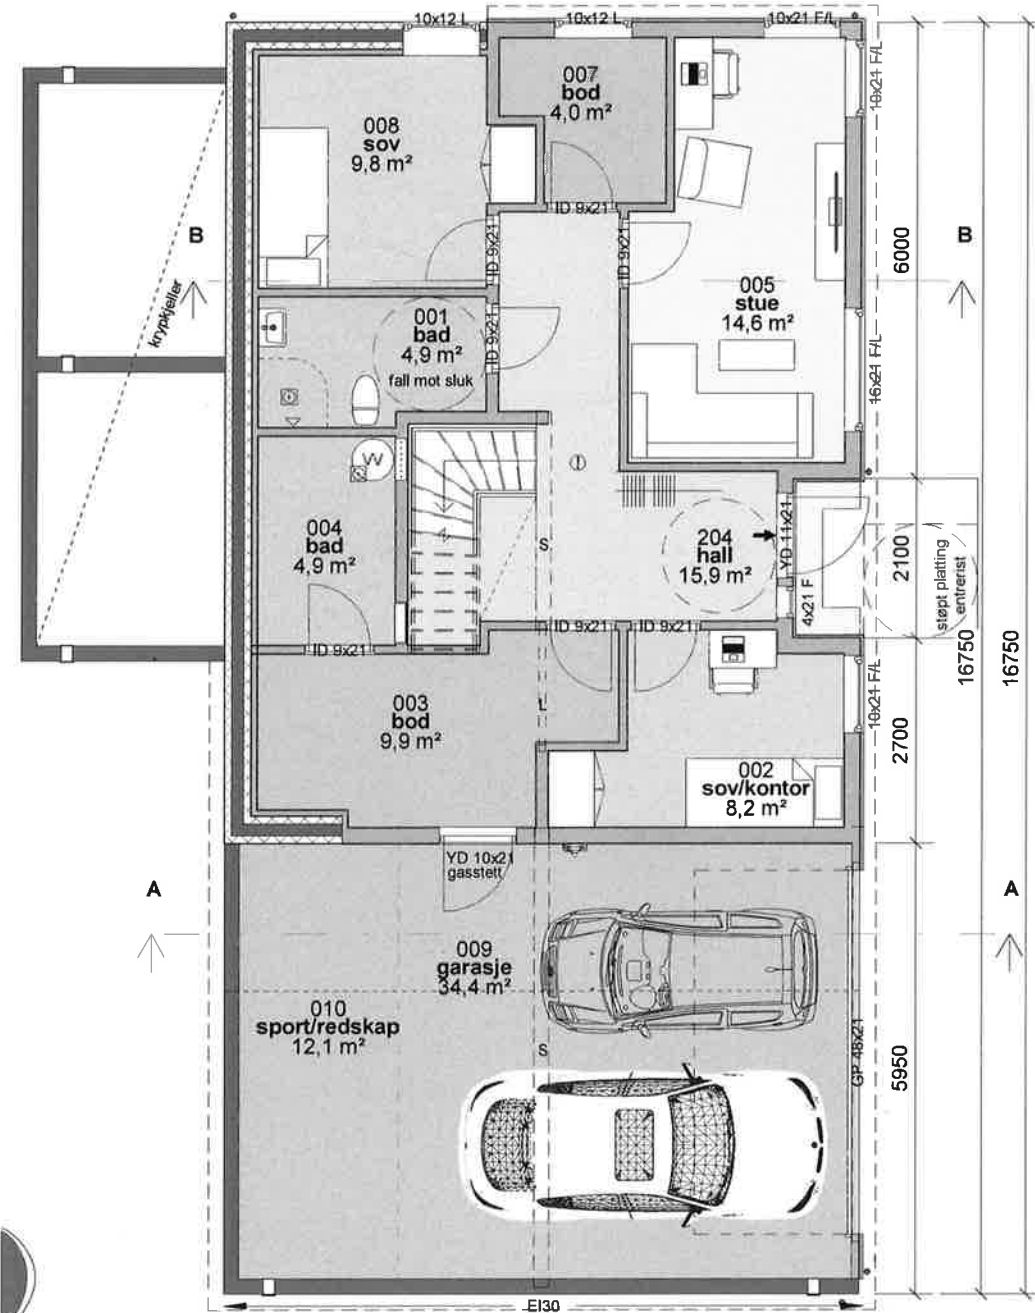 10x12 L
10x12 L
10x21 F/L
10x21 F/L
007
bod
4,0 m²
008
sov
9,8 m²
ID 9x21
B
ID 9x21
ID 9x21
6000
B
krypkjeller
005
stue
14,6 m²
001
bad
4,9 m²
fall mot sluk
ID 9x21
16x21 F/L
VV
004
bad
4,9 m²
S
204
hall
15,9 m²
YD 11x21
4x21 F
2100
støpt platting
entrerist
16750
16750
ID 9x21
ID 9x21
ID 9x21
10x21 F/L
003
bod
9,9 m²
L
2700
002
sov/kontor
8,2 m²
YD 10x21
gasstett
A
A
009
garasje
34,4 m²
010
sport/redskap
12,1 m²
S
GP 48x21
5950
EI30